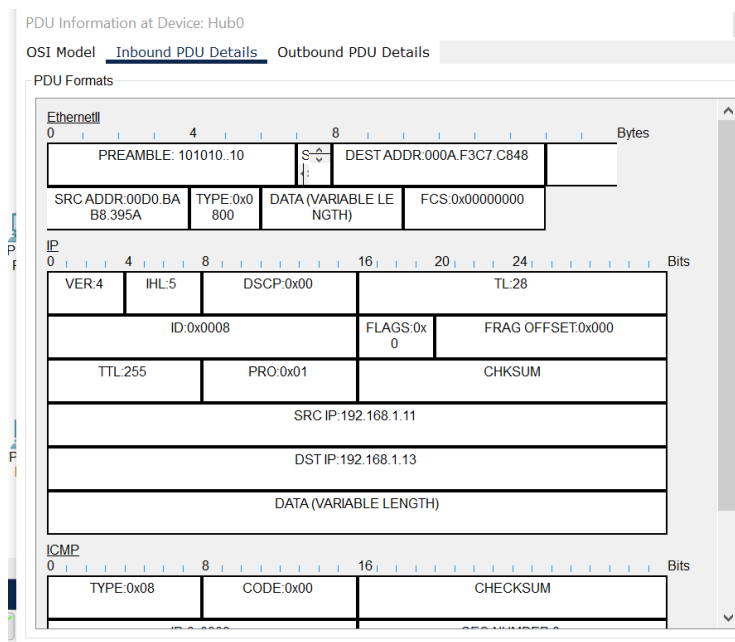 PDU Information at Device: Hub0
OSI Model Inbound PDU Details Outbound PDU Details
PDU Formats
EthernetII
0 4 8 Bytes
PREAMBLE: 101010..10 DEST ADDR:000A.F3C7.C848
SRC ADDR:00D0.BA
B8.395A
TYPE:0x0
800
DATA (VARIABLE LE
NGTH)
FCS:0x00000000
IP
0 4 8 16 20 24 Bits
VER:4 IHL:5 DSCP:0x00 TL:28
ID:0x0008 FLAGS:0x
0
FRAG OFFSET:0x000
TTL:255 PRO:0x01 CHKSUM
SRC IP:192.168.1.11
DST IP:192.168.1.13
DATA (VARIABLE LENGTH)
ICMP
0 8 16 Bits
TYPE:0x08 CODE:0x00 CHECKSUM